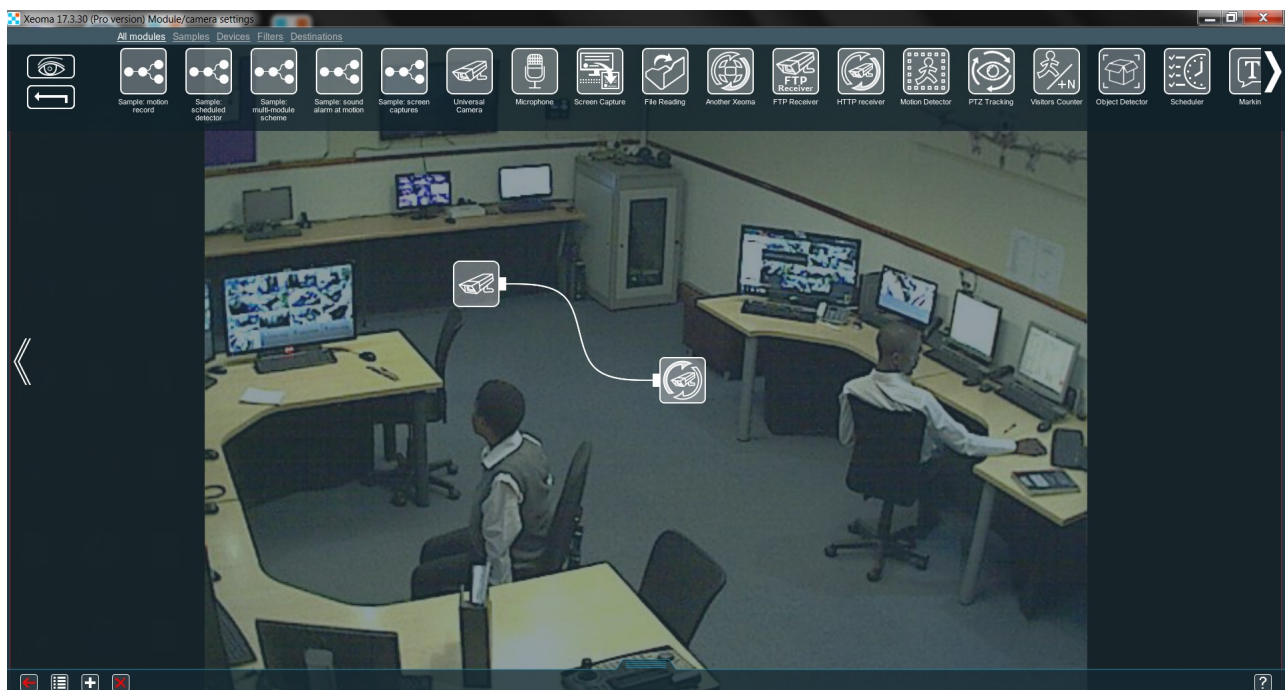 Xeoma 17.3.30 (Pro version) Module/camera settings
All modules Samples Devices Filters Destinations
Sample: motion
record
Sample:
scheduled
detector
Sample:
multi-module
scheme
Sample: sound
alarm at motion
Sample: screen
captures
Universal
Camera
Microphone
Screen Capture
File Reading
Another Xeoma
FTP
Receiver
FTP Receiver
HTTP receiver
Motion Detector
PTZ Tracking
+N
Visitors Counter
Object Detector
Scheduler
T
Markin
?